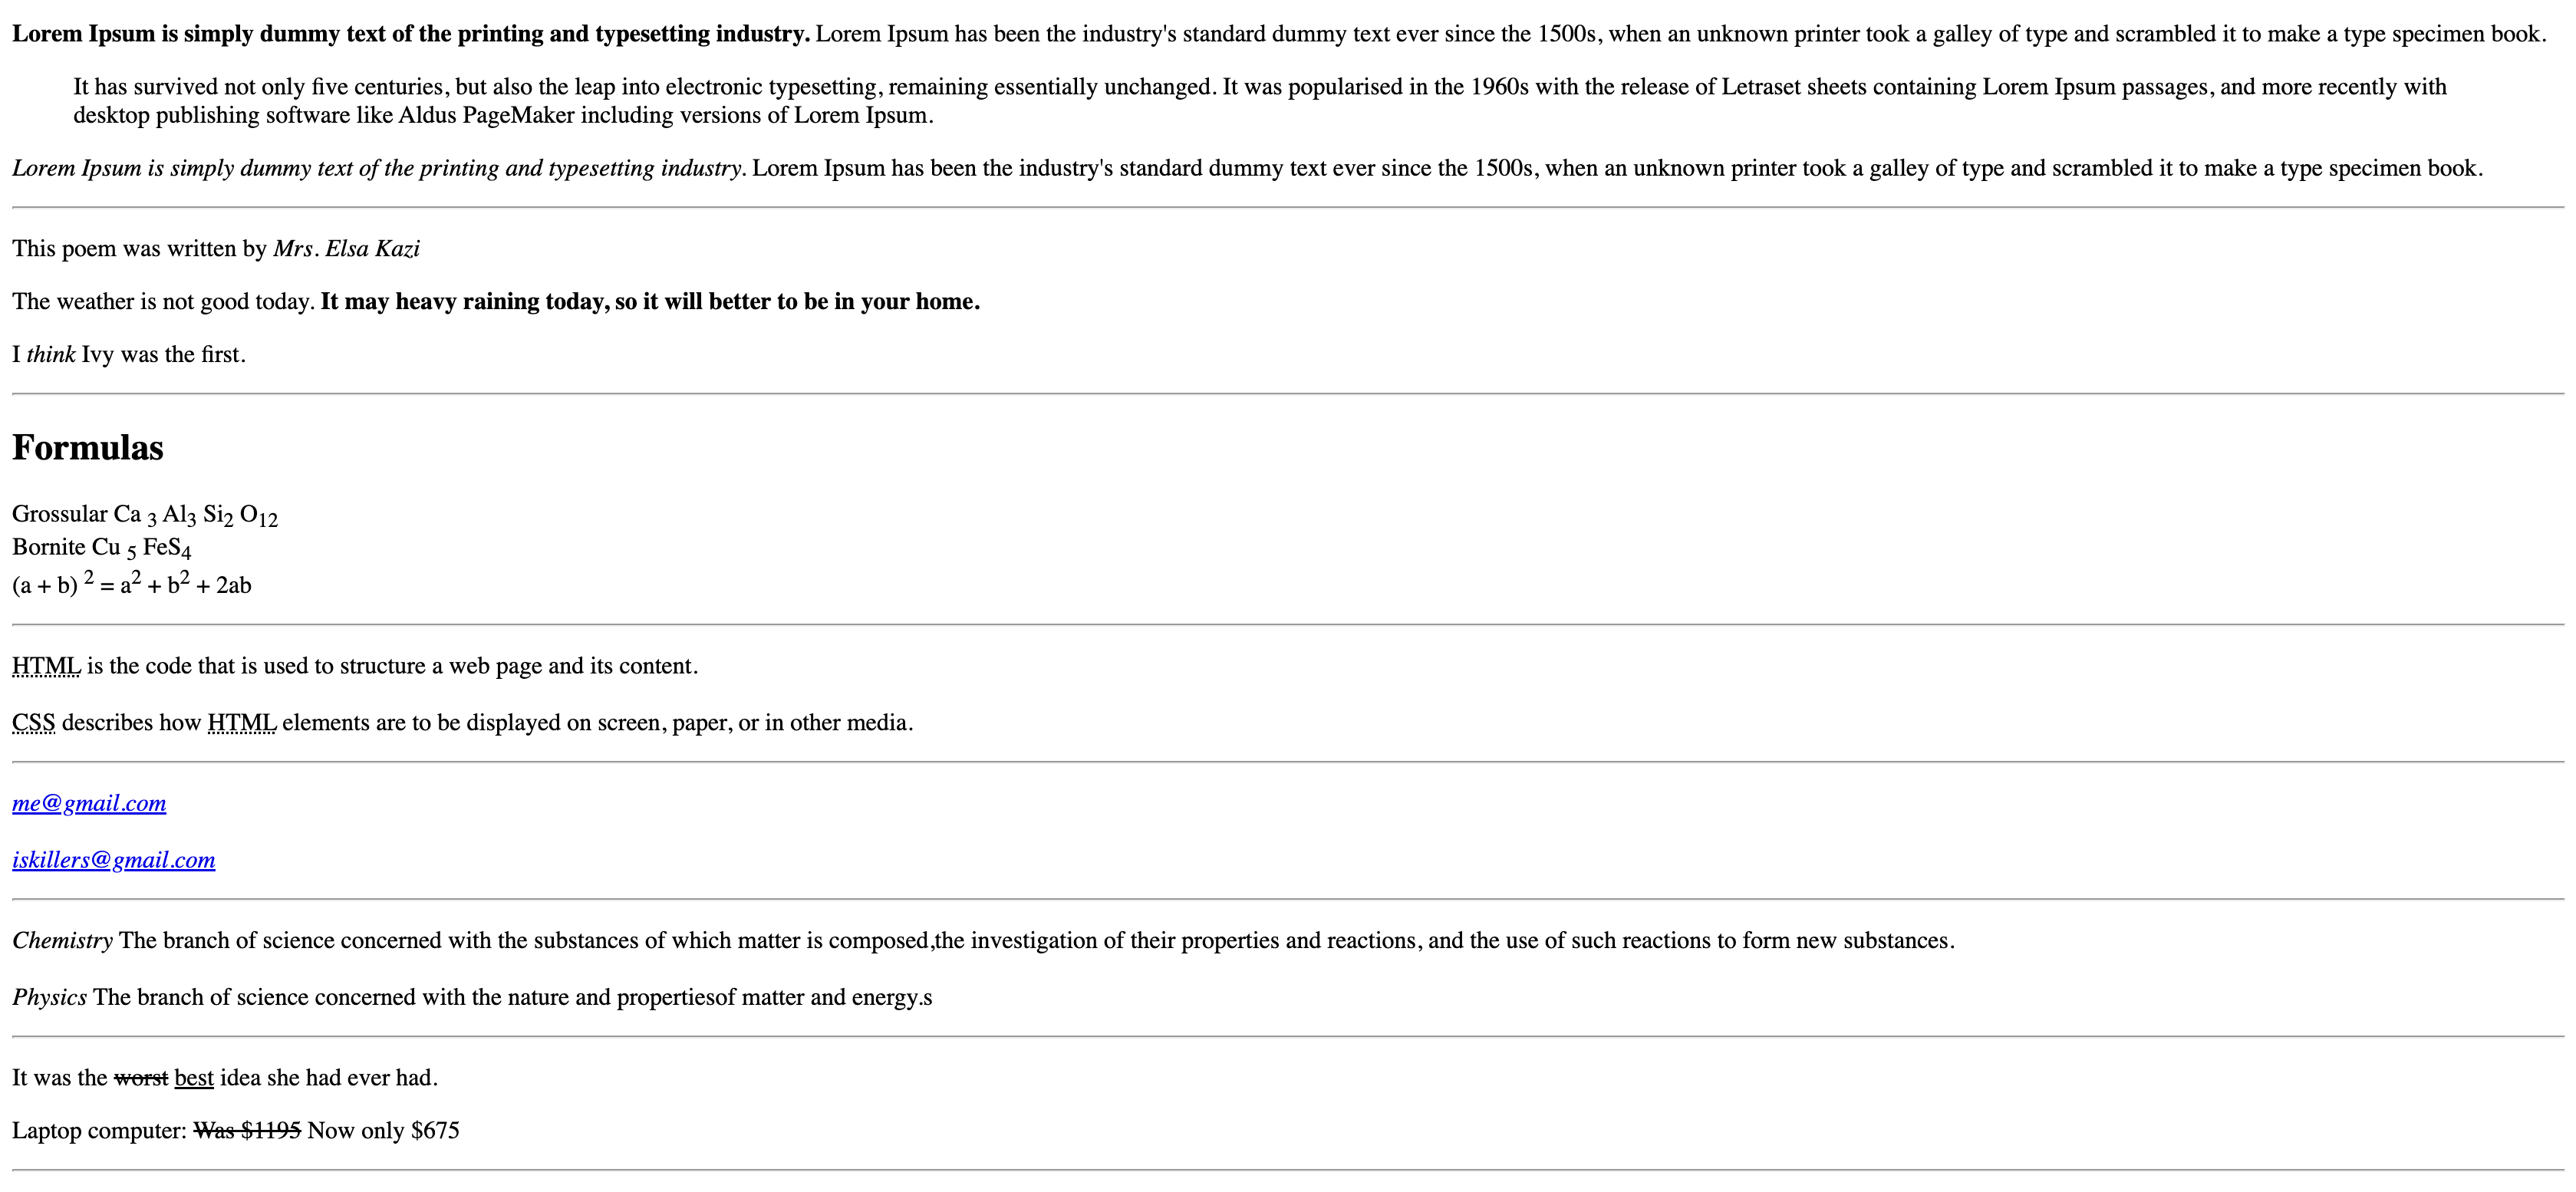 Lorem Ipsum is simply dummy text of the printing and typesetting industry. Lorem Ipsum has been the industry's standard dummy text ever since the 1500s, when an unknown printer took a galley of type and scrambled it to make a type specimen book.
It has survived not only five centuries, but also the leap into electronic typesetting, remaining essentially unchanged. It was popularised in the 1960s with the release of Letraset sheets containing Lorem Ipsum passages, and more recently with
desktop publishing software like Aldus PageMaker including versions of Lorem Ipsum.
Lorem Ipsum is simply dummy text of the printing and typesetting industry. Lorem Ipsum has been the industry's standard dummy text ever since the 1500s, when an unknown printer took a galley of type and scrambled it to make a type specimen book.
This poem was written by Mrs. Elsa Kazi
The weather is not good today. It may heavy raining today, so it will better to be in your home.
I think Ivy was the first.
Formulas
Grossular Ca ₃ Al₃ Si₂ O₁₂
Bornite Cu ₅ FeS₄
(a + b) ² = a² + b² + 2ab
HTML is the code that is used to structure a web page and its content.
CSS describes how HTML elements are to be displayed on screen, paper, or in other media.
me@gmail.com
iskillers@gmail.com
Chemistry The branch of science concerned with the substances of which matter is composed,the investigation of their properties and reactions, and the use of such reactions to form new substances.
Physics The branch of science concerned with the nature and propertiesof matter and energy.s
It was the worst best idea she had ever had.
Laptop computer: Was $1195 Now only $675